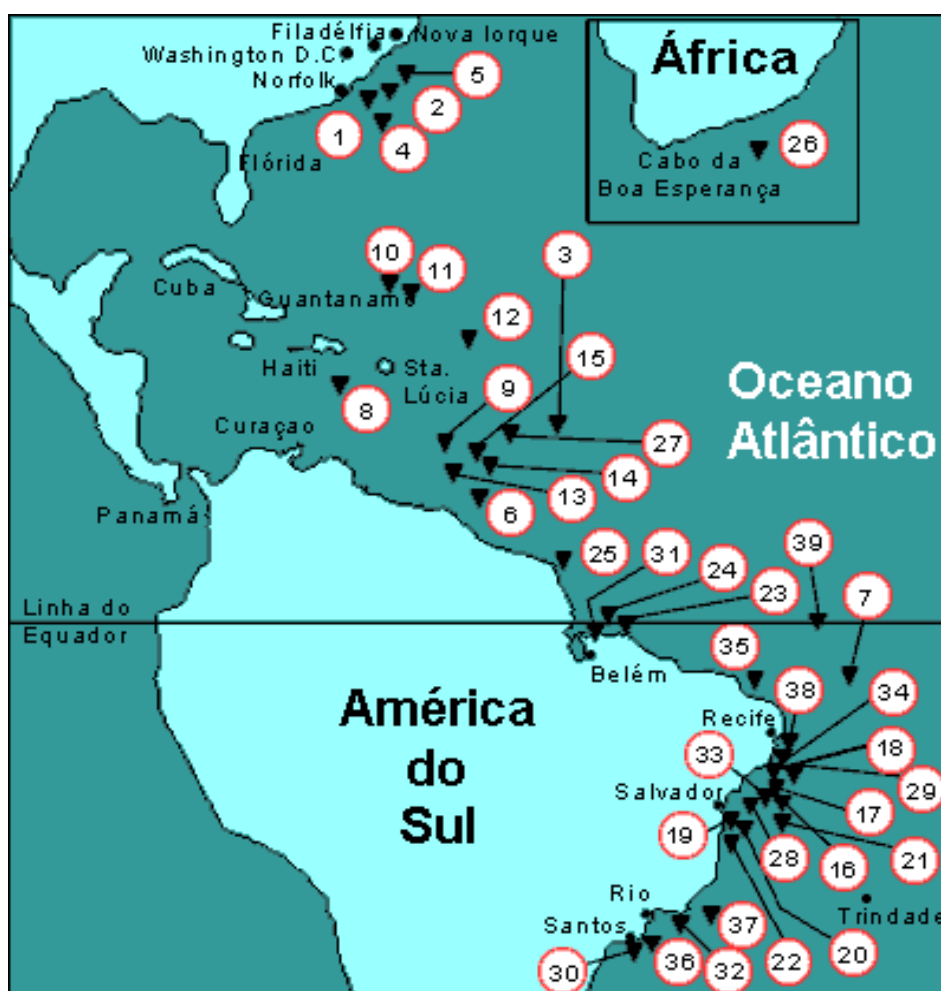 Filadélfia
Nova Iorque
Washington D.C
Norfolk
África
5
2
1
4
26
Flórida
Cabo da
Boa Esperança
10
11
3
Cuba
Guantanamo
12
15
Haiti
Sta.
Lúcia
9
8
Oceano
Atlântico
Curaçao
27
14
13
6
Panamá
25
31
24
39
23
7
Linha do
Equador
35
Belém
38
34
América
do
Sul
Recife
33
18
29
Salvador
17
19
28
16
21
Rio
Trindade
Santos
37
30
36
32
22
20